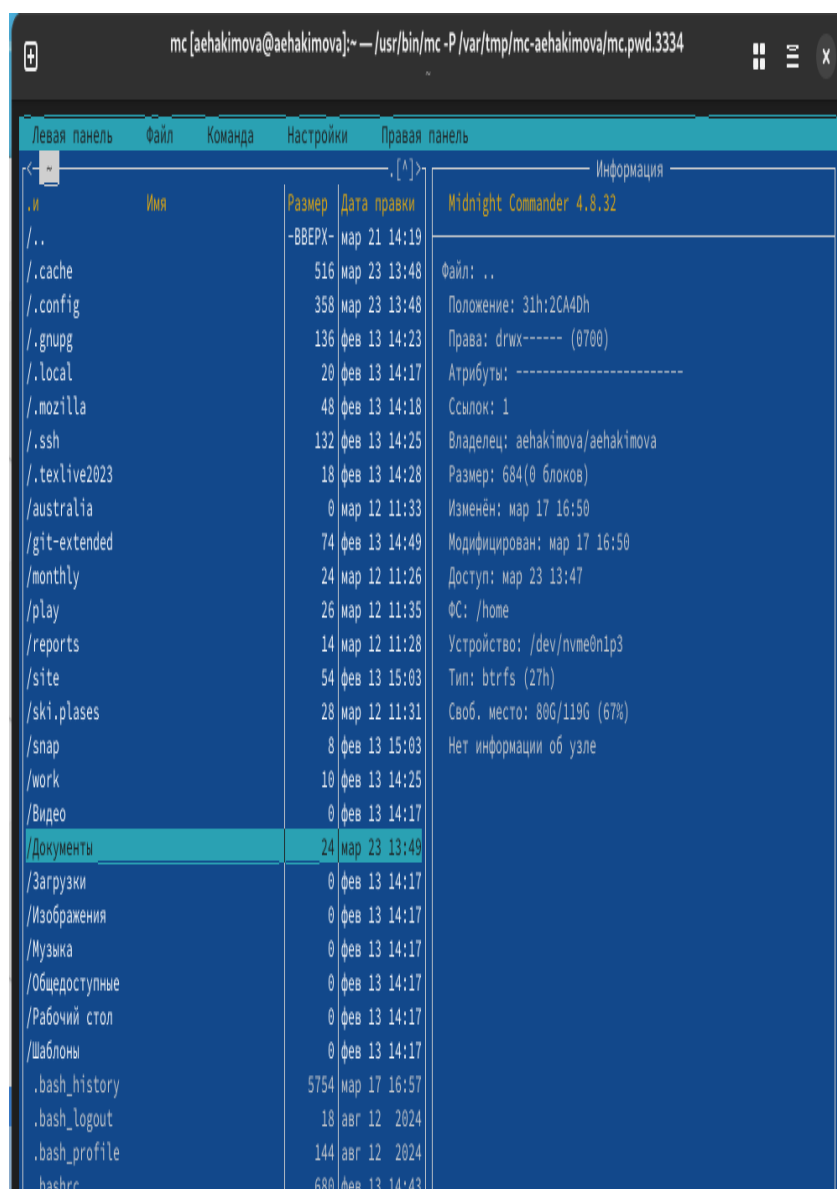 mc [aehakimova@aehakimova]:~ — /usr/bin/mc -P /var/tmp/mc-aehakimova/mc.pwd.3334
~
Левая панель Файл Команда Настройки Правая панель
<- ~ .[^]> Информация
.и Имя Размер Дата правки Midnight Commander 4.8.32
/.. -ВВЕРХ- мар 21 14:19
/.cache 516 мар 23 13:48 Файл: ..
/.config 358 мар 23 13:48 Положение: 31h:2CA4Dh
/.gnupg 136 фев 13 14:23 Права: drwx------ (0700)
/.local 20 фев 13 14:17 Атрибуты: -------------------------
/.mozilla 48 фев 13 14:18 Ссылок: 1
/.ssh 132 фев 13 14:25 Владелец: aehakimova/aehakimova
/.texlive2023 18 фев 13 14:28 Размер: 684(0 блоков)
/australia 0 мар 12 11:33 Изменён: мар 17 16:50
/git-extended 74 фев 13 14:49 Модифицирован: мар 17 16:50
/monthly 24 мар 12 11:26 Доступ: мар 23 13:47
/play 26 мар 12 11:35 ФС: /home
/reports 14 мар 12 11:28 Устройство: /dev/nvme0n1p3
/site 54 фев 13 15:03 Тип: btrfs (27h)
/ski.plases 28 мар 12 11:31 Своб. место: 80G/119G (67%)
/snap 8 фев 13 15:03 Нет информации об узле
/work 10 фев 13 14:25
/Видео 0 фев 13 14:17
/Документы 24 мар 23 13:49
/Загрузки 0 фев 13 14:17
/Изображения 0 фев 13 14:17
/Музыка 0 фев 13 14:17
/Общедоступные 0 фев 13 14:17
/Рабочий стол 0 фев 13 14:17
/Шаблоны 0 фев 13 14:17
.bash_history 5754 мар 17 16:57
.bash_logout 18 авг 12 2024
.bash_profile 144 авг 12 2024
.bashrc 680 фев 13 14:43